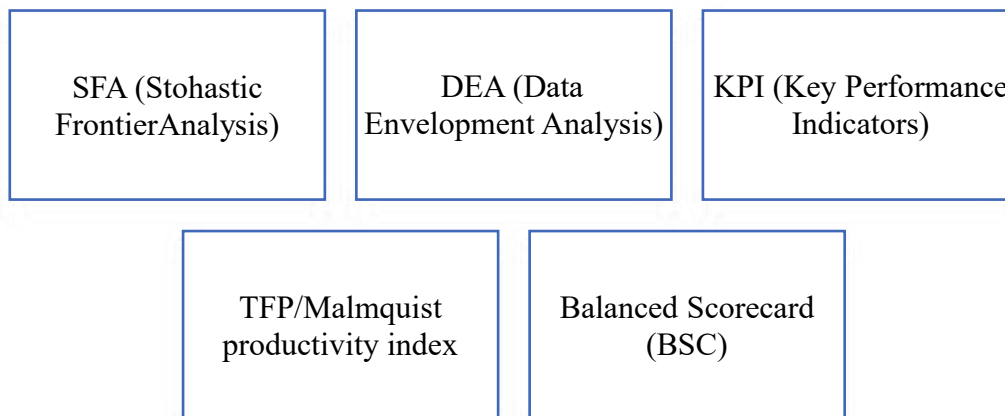 SFA (Stohastic
FrontierAnalysis)
DEA (Data
Envelopment Analysis)
KPI (Key Performance
Indicators)
TFP/Malmquist
productivity index
Balanced Scorecard
(BSC)